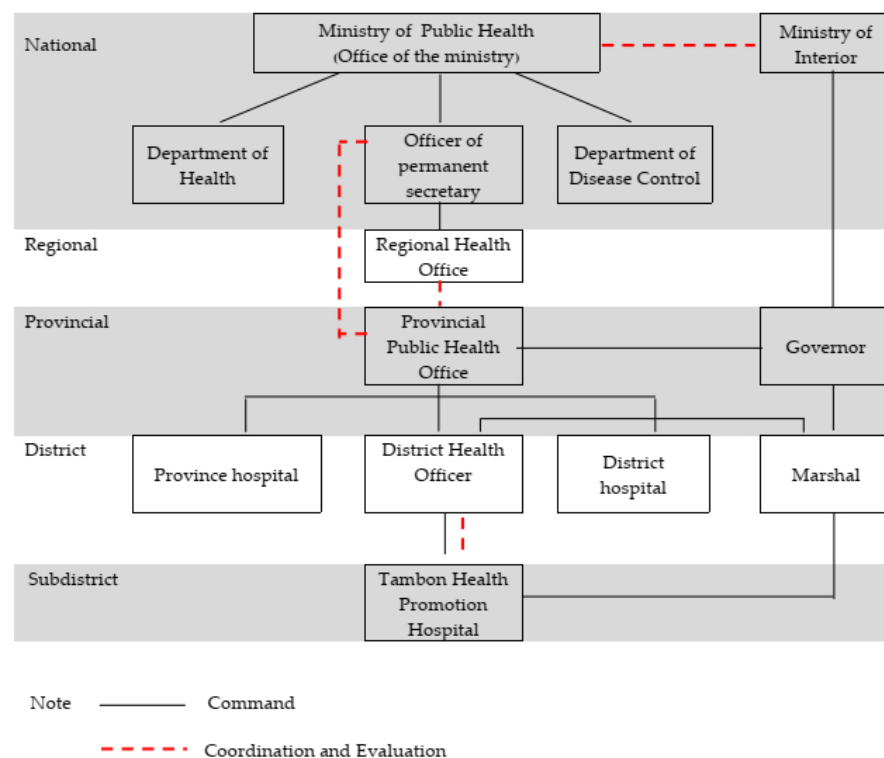 National
Ministry of Public Health
(Office of the ministry)
Ministry of
Interior
Department of
Health
Officer of
permanent
secretary
Department of
Disease Control
Regional
Regional Health
Office
Provincial
Provincial
Public Health
Office
Governor
District
Province hospital
District Health
Officer
District
hospital
Marshal
Subdistrict
Tambon Health
Promotion
Hospital
Note
Command
Coordination and Evaluation